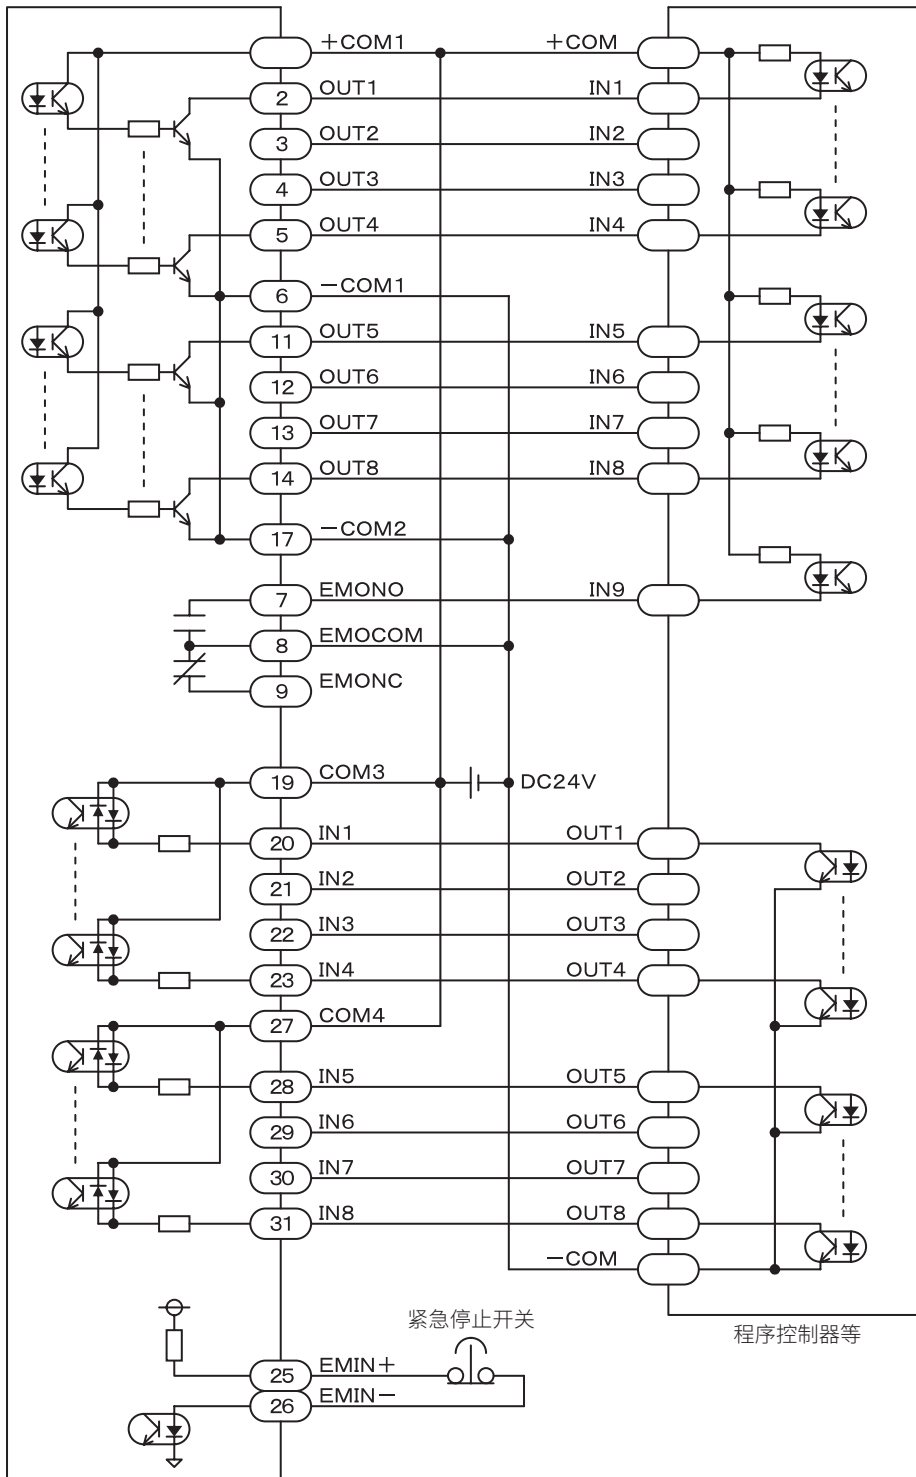 +COM1 +COM
2 OUT1 IN1
3 OUT2 IN2
4 OUT3 IN3
5 OUT4 IN4
6 -COM1
11 OUT5 IN5
12 OUT6 IN6
13 OUT7 IN7
14 OUT8 IN8
17 -COM2
7 EMONO IN9
8 EMOCOM
9 EMONC
19 COM3 DC24V
20 IN1 OUT1
21 IN2 OUT2
22 IN3 OUT3
23 IN4 OUT4
27 COM4
28 IN5 OUT5
29 IN6 OUT6
30 IN7 OUT7
31 IN8 OUT8
-COM
紧急停止开关
程序控制器等
25 EMIN+
26 EMIN-